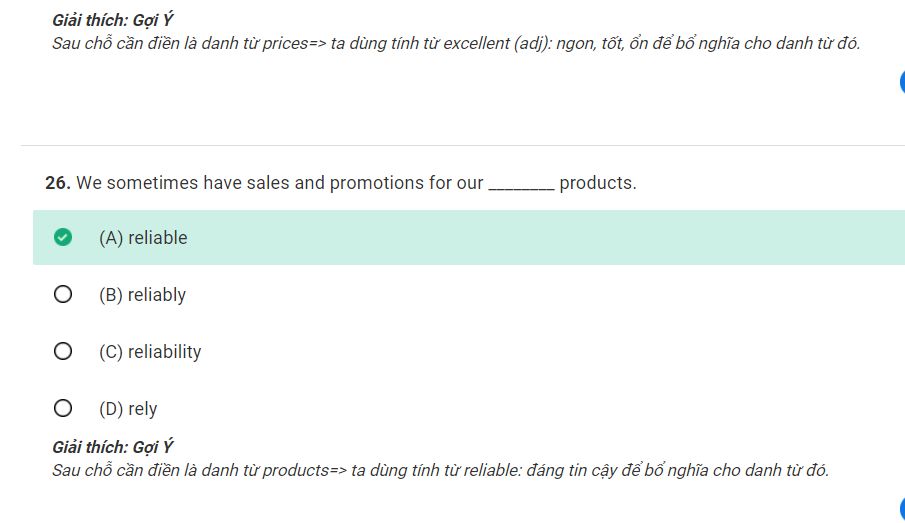 Giải thích: Gợi Ý
Sau chỗ cần điền là danh từ prices=> ta dùng tính từ excellent (adj): ngon, tốt, ổn để bổ nghĩa cho danh từ đó.
26. We sometimes have sales and promotions for our ________ products.
(A) reliable
(B) reliably
(C) reliability
(D) rely
Giải thích: Gợi Ý
Sau chỗ cần điền là danh từ products=> ta dùng tính từ reliable: đáng tin cậy để bổ nghĩa cho danh từ đó.